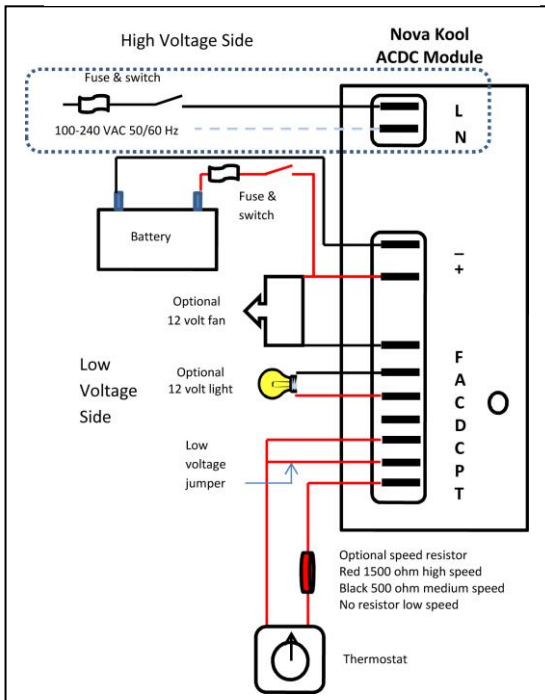 High Voltage Side
Nova Kool
ACDC Module
Fuse & switch
100-240 VAC 50/60 Hz
L
N
Fuse &
switch
Battery
–
+
Optional
12 volt fan
Low
Voltage
Side
Optional
12 volt light
F
A
C
D
C
P
T
Low
voltage
jumper
Optional speed resistor
Red 1500 ohm high speed
Black 500 ohm medium speed
No resistor low speed
Thermostat